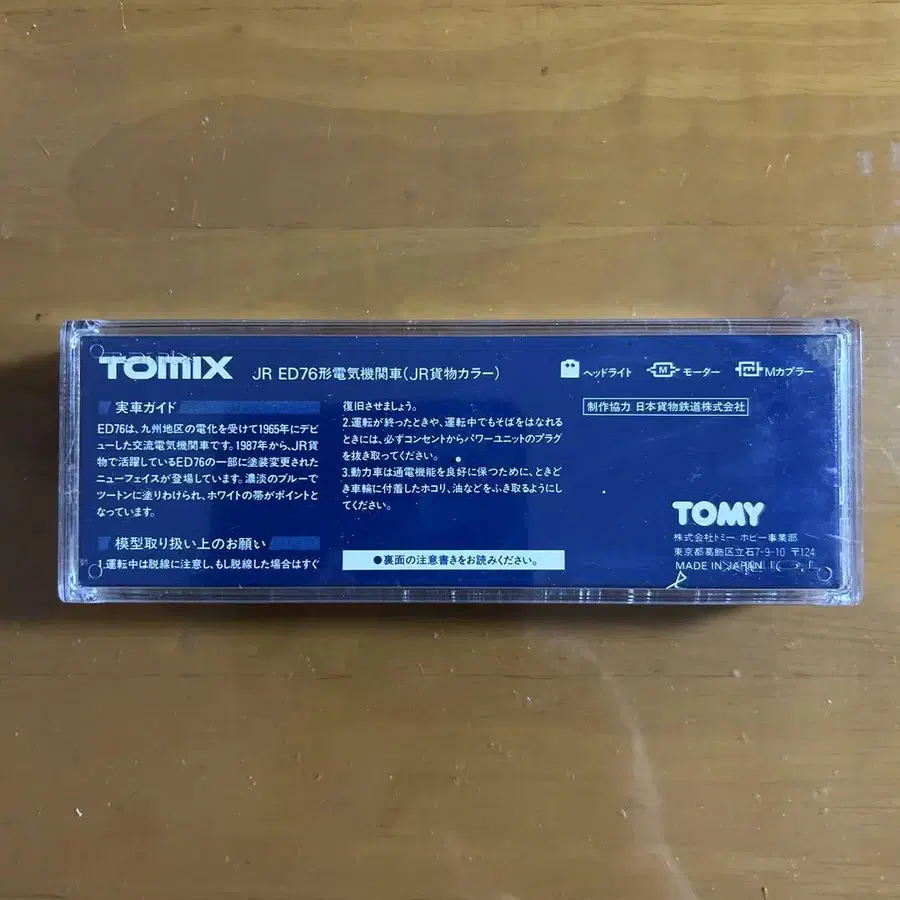 TOMIX JR ED76形電気機関車(JR貨物カラー) ヘッドライト M モーター Mカプラー
実車ガイド
ED76は、九州地区の電化を受けて1965年にデビ
ューした交流電気機関車です。1987年から、JR貨
物で活躍しているED76の一部に塗装変更された
ニューフェイスが登場しています。濃淡のブルーで
ツートンに塗りわけられ、ホワイトの帯がポイントと
なっています。
模型取り扱い上のお願い
1.運転中は脱線に注意し、もし脱線した場合はすぐ
復旧させましょう。
2.運転が終ったときや、運転中でもそばをはなれる
ときには、必ずコンセントからパワーユニットのプラグ
を抜き取ってください。
3.動力車は通電機能を良好に保つために、ときど
き車輪に付着したホコリ、油などをふき取るようにし
てください。
●裏面の注意書きをお読みください。
制作協力 日本貨物鉄道株式会社
TOMY
株式会社トミー ホビー事業部
東京都葛飾区立石7-9-10 〒124
MADE IN JAPAN